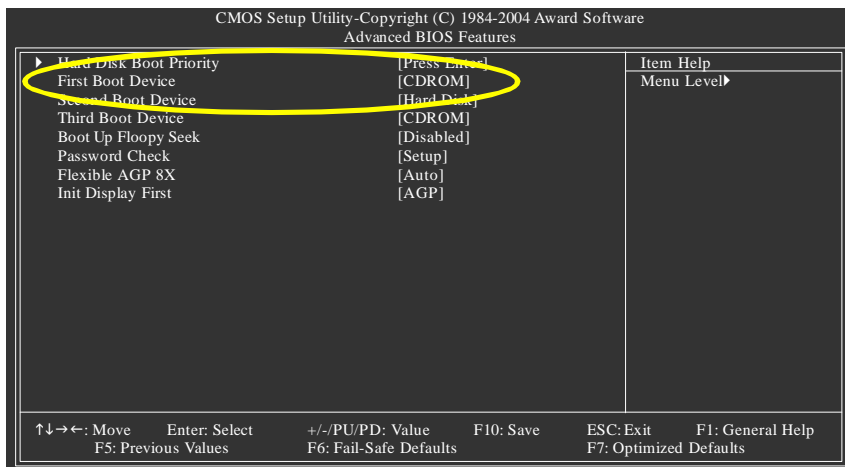 CMOS Setup Utility-Copyright (C) 1984-2004 Award Software
Advanced BIOS Features
Hard Disk Boot Priority [Press Enter]
First Boot Device [CDROM]
Second Boot Device [Hard Disk]
Third Boot Device [CDROM]
Boot Up Floopy Seek [Disabled]
Password Check [Setup]
Flexible AGP 8X [Auto]
Init Display First [AGP]
Item Help
Menu Level
↑↓→←: Move Enter: Select +/-/PU/PD: Value F10: Save ESC: Exit F1: General Help
F5: Previous Values F6: Fail-Safe Defaults F7: Optimized Defaults